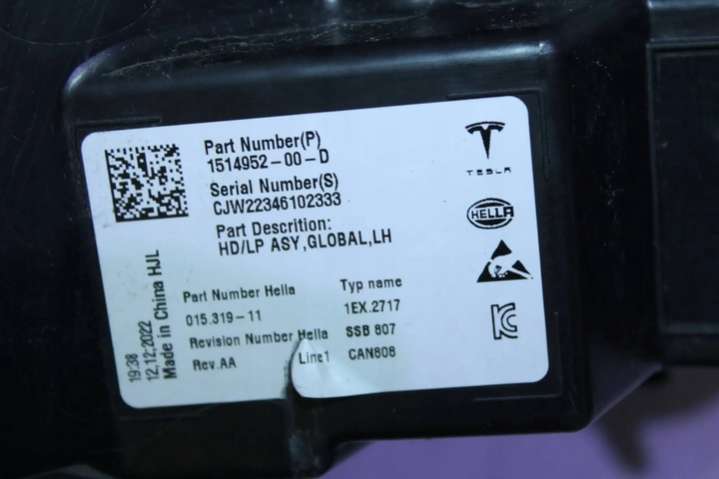 Part Number(P)
1514952-00-D
Serial Number(S)
CJW22346102333
Part Descrition:
HD/LP ASY,GLOBAL,LH
TESLA
HELLA
Part Number Hella
015.319-11
Revision Number Hella
Rev.AA
Line1
Typ name
1EX.2717
SSB 807
CAN808
19:38
12.12.2022
Made in China HJL